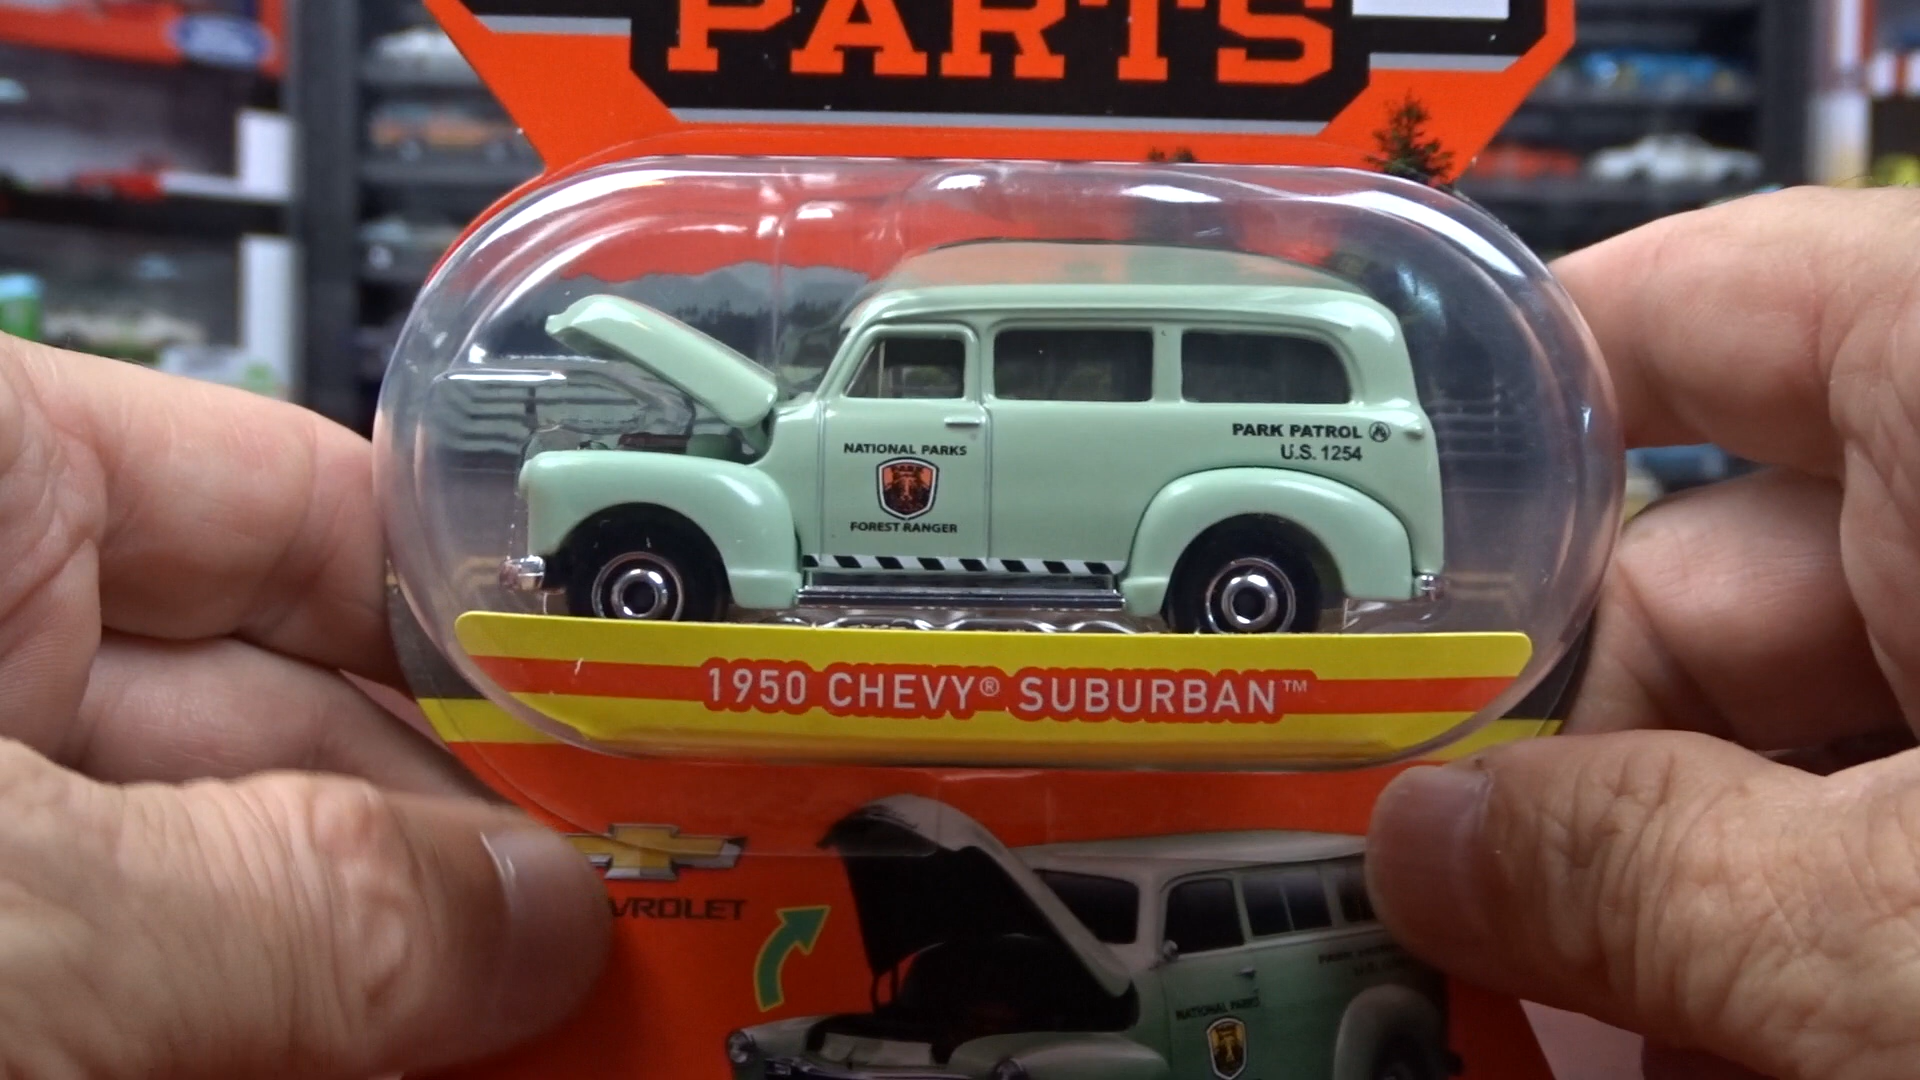 PARTS
NATIONAL PARKS
FOREST RANGER
PARK PATROL
U.S. 1254
1950 CHEVY® SUBURBAN™
VROLET
NATIONAL PARKS